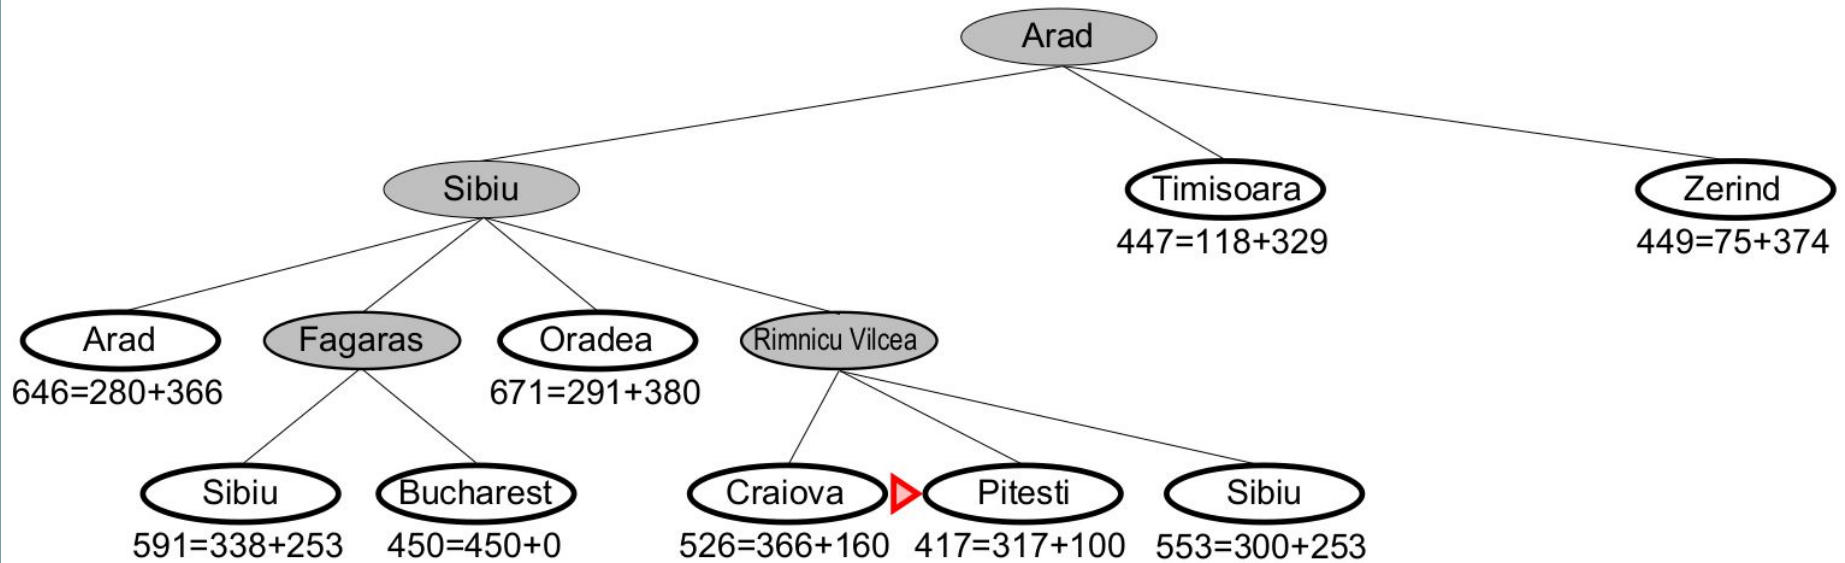 Arad
Sibiu
Timisoara
Zerind
447=118+329
449=75+374
Arad
Fagaras
Oradea
Rimnicu Vilcea
646=280+366
671=291+380
Sibiu
Bucharest
Craiova
Pitesti
Sibiu
591=338+253
450=450+0
526=366+160
417=317+100
553=300+253